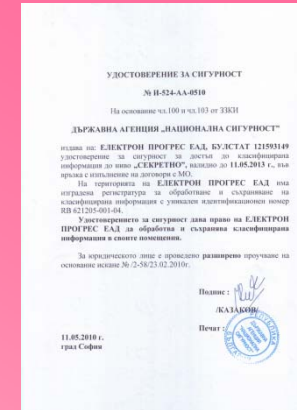 УДОСТОВЕРЕНИЕ ЗА СИГУРНОСТ
№ И-524-АА-0510
На основание чл.100 и чл.103 от ЗЗКИ
ДЪРЖАВНА АГЕНЦИЯ „НАЦИОНАЛНА СИГУРНОСТ”
издава на: ЕЛЕКТРОН ПРОГРЕС ЕАД, БУЛСТАТ 121593149
удостоверение за сигурност за достъп до класифицирана
информация до ниво „СЕКРЕТНО”, валидно до 11.05.2013 г., във
връзка с изпълнение на договори с МО.
На територията на ЕЛЕКТРОН ПРОГРЕС ЕАД има
изградена регистратура за обработване и съхраняване на
класифицирана информация с уникален идентификационен номер
RB 621205-001-04.
Удостоверението за сигурност дава право на ЕЛЕКТРОН
ПРОГРЕС ЕАД да обработва и съхранява класифицирана
информация в своите помещения.
За юридическото лице е проведено разширено проучване на
основание искане № /2-58/23.02.2010г.
Подпис :
/КАЗАКОВ/
Печат :
11.05.2010 г.
град София